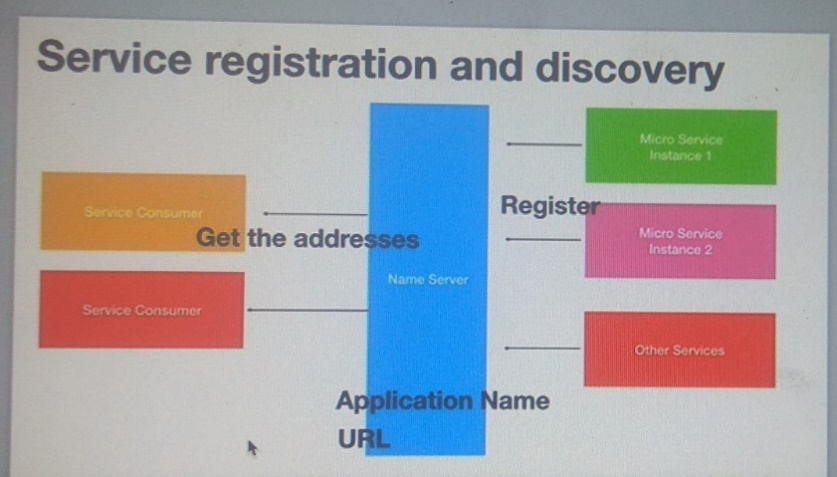 Service registration and discovery
Micro Service
Instance 1
Service Consumer
Register
Get the addresses
Micro Service
Instance 2
Name Server
Service Consumer
Other Services
Application Name
URL